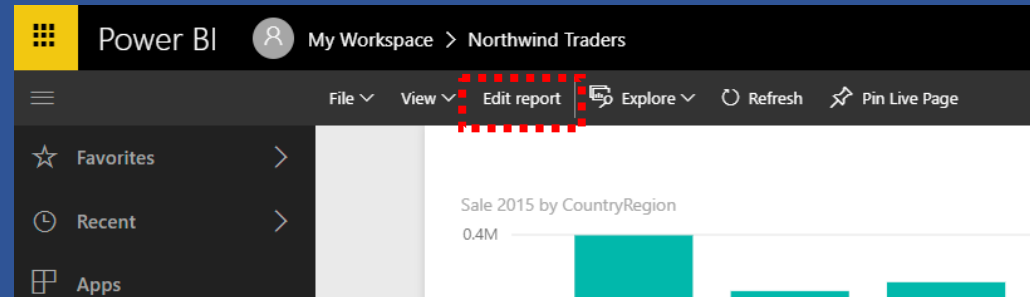 Power BI My Workspace > Northwind Traders
File View Edit report Explore Refresh Pin Live Page
Favorites
Recent
Apps
Sale 2015 by CountryRegion
0.4M